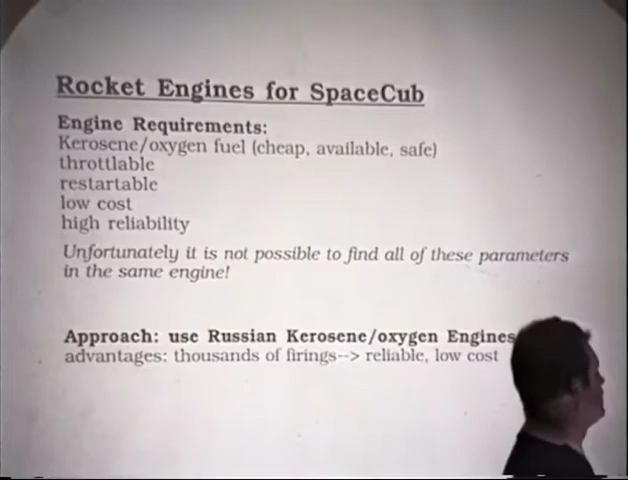 Rocket Engines for SpaceCub
Engine Requirements:
Kerosene/oxygen fuel (cheap, available, safe)
throttlable
restartable
low cost
high reliability
Unfortunately it is not possible to find all of these parameters
in the same engine!
Approach: use Russian Kerosene/oxygen Engines
advantages: thousands of firings--> reliable, low cost